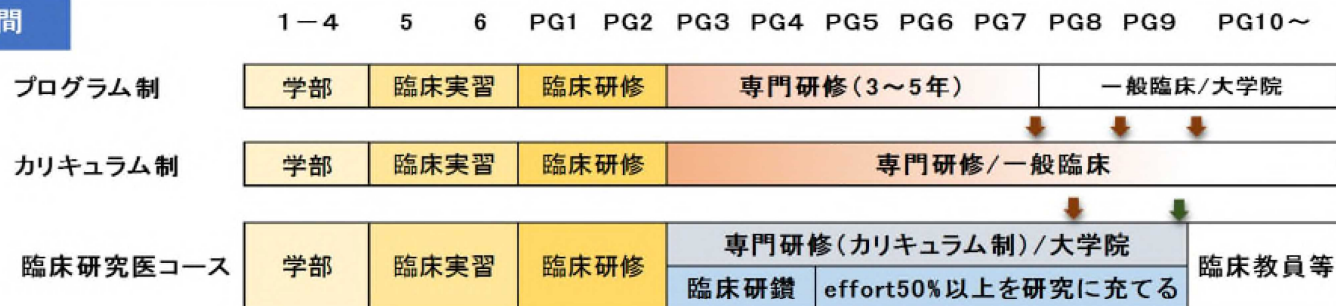 間
1－4 5 6 PG1 PG2 PG3 PG4 PG5 PG6 PG7 PG8 PG9 PG10～
プログラム制 学部 臨床実習 臨床研修 専門研修(3～5年) 一般臨床/大学院
カリキュラム制 学部 臨床実習 臨床研修 専門研修/一般臨床
臨床研究医コース 学部 臨床実習 臨床研修 専門研修(カリキュラム制)/大学院 臨床教員等
臨床研鑽 effort50%以上を研究に充てる